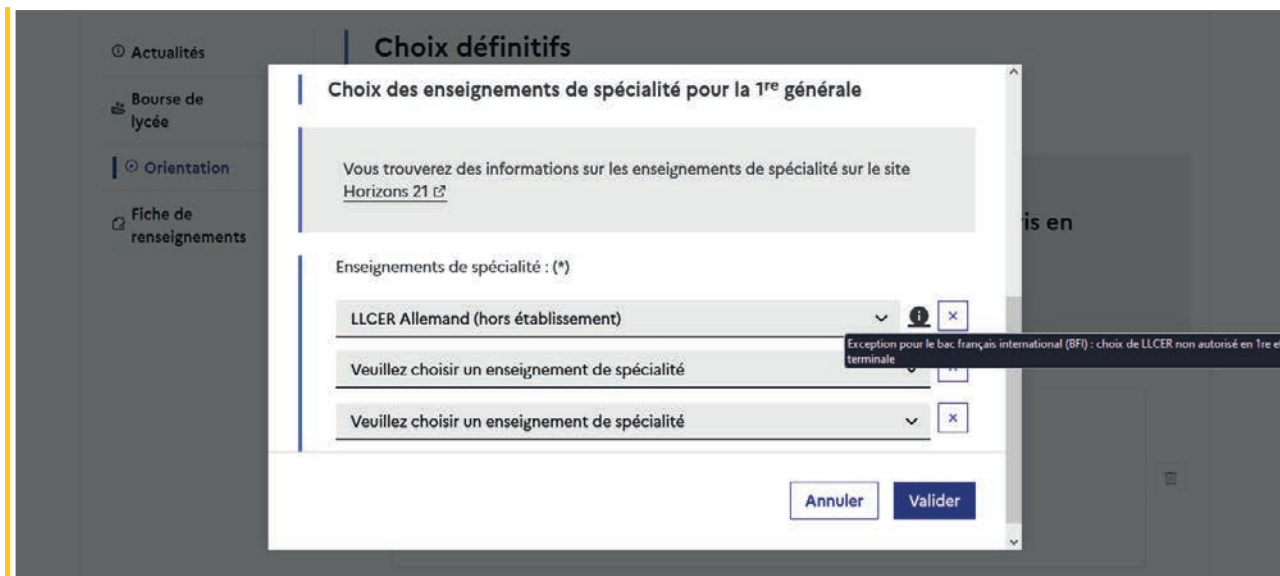 Actualités
Bourse de
lycée
Orientation
Fiche de
renseignements
Choix définitifs
is en
Choix des enseignements de spécialité pour la 1re générale
Vous trouverez des informations sur les enseignements de spécialité sur le site
Horizons 21
Enseignements de spécialité : (*)
LLCER Allemand (hors établissement)
Exception pour le bac français international (BFI) : choix de LLCER non autorisé en 1re et
terminale
Veuillez choisir un enseignement de spécialité
Veuillez choisir un enseignement de spécialité
Annuler
Valider